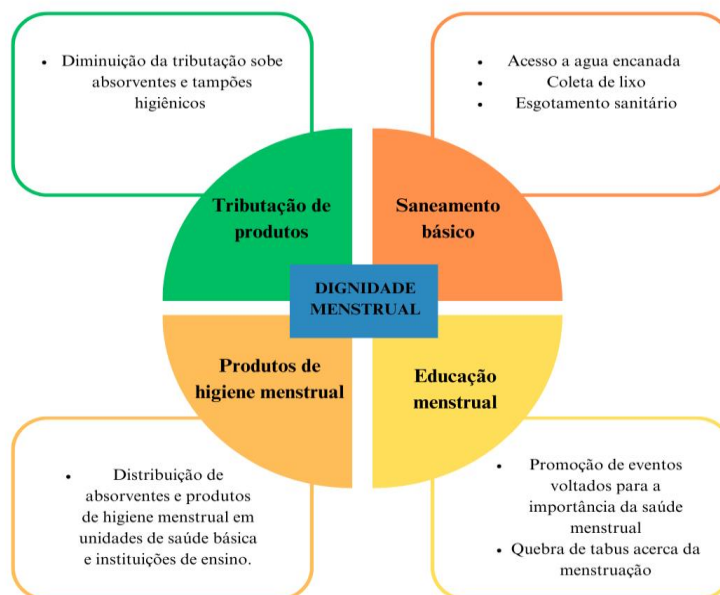 • Diminuição da tributação sobe
absorventes e tampões
higiênicos
• Acesso a agua encanada
• Coleta de lixo
• Esgotamento sanitário
Tributação de
produtos
Saneamento
básico
DIGNIDADE
MENSTRUAL
Produtos de
higiene menstrual
Educação
menstrual
• Distribuição de
absorventes e produtos
de higiene menstrual em
unidades de saúde básica
e instituições de ensino.
• Promoção de eventos
voltados para a
importância da saúde
menstrual
• Quebra de tabus acerca da
menstruação